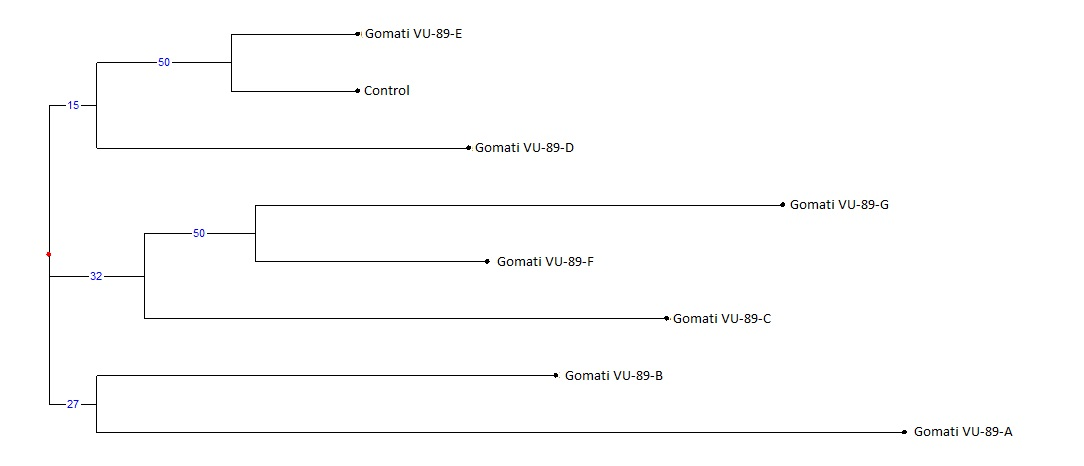 Gomati VU-89-E
50
Control
15
Gomati VU-89-D
Gomati VU-89-G
50
Gomati VU-89-F
32
Gomati VU-89-C
Gomati VU-89-B
27
Gomati VU-89-A